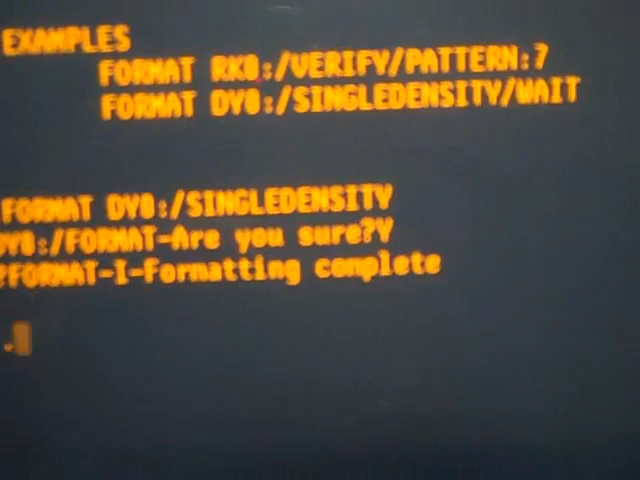 EXAMPLES
FORMAT RK0:/VERIFY/PATTERN:7
FORMAT DY0:/SINGLEDENSITY/WAIT
.FORMAT DY0:/SINGLEDENSITY
DY0:/FORMAT-Are you sure?Y
?FORMAT-I-Formatting complete
.